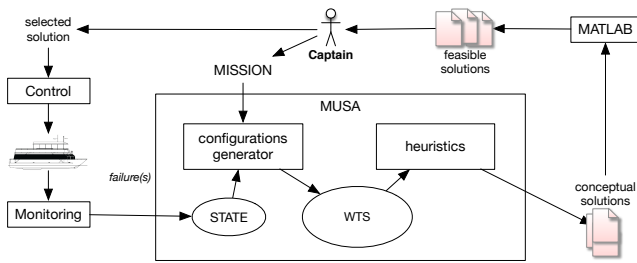 selected
solution
Captain
feasible
solutions
MATLAB
MISSION
Control
MUSA
configurations
generator
heuristics
failure(s)
Monitoring
STATE
WTS
conceptual
solutions